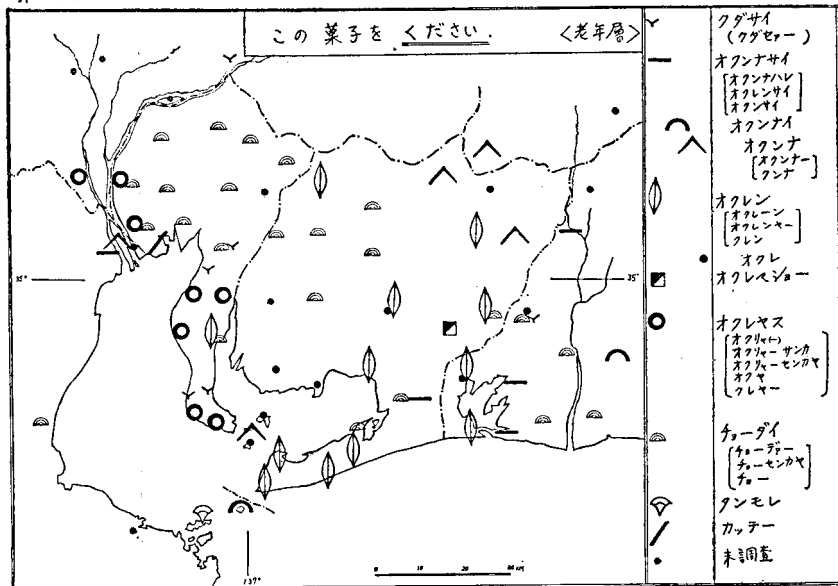 この菓子をください. <老年層>
クダサイ
(クダセァー)
オクンナサイ
オクンナハレ
オクレンサイ
オクンサイ
オクンナイ
オクンナ
オクンナー
クンナ
オクレン
オクレーン
オクレンャー
クレン
オクレ
オクレベショー
オクレヤス
オクリャー
オクリャーサンカ
オクリャーセンカヤ
オクヤ
クレャー
チョーダイ
チョーデァー
チョーセンカヤ
チョー
タンモレ
カッテー
未調査
35°
35°
137°
0 10 20 30 KM